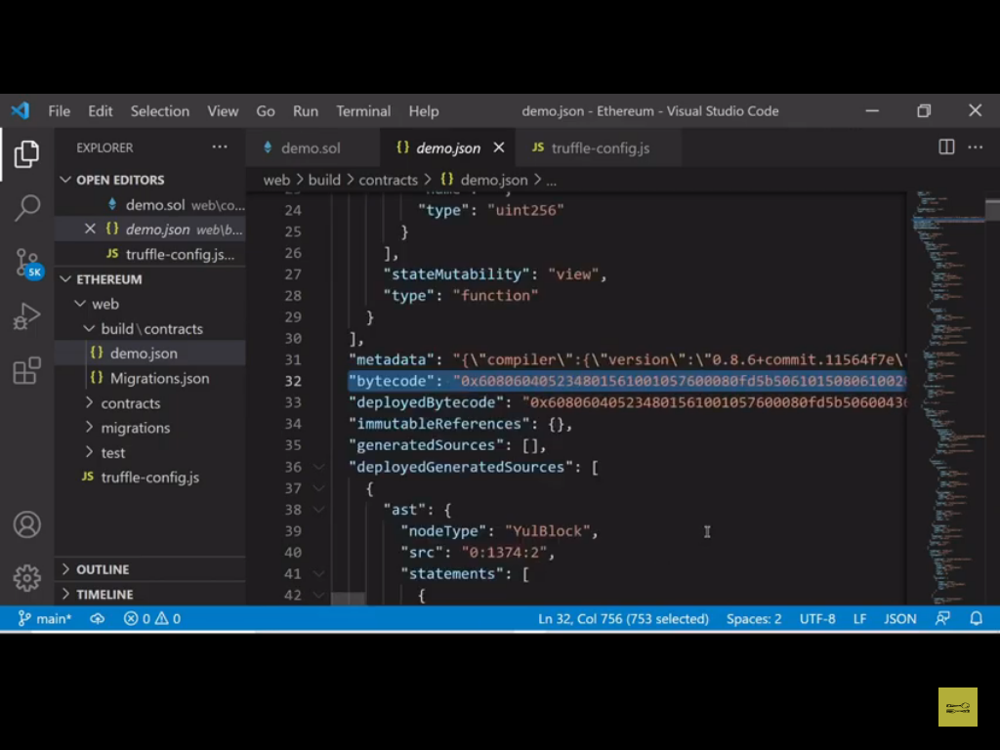 File Edit Selection View Go Run Terminal Help demo.json - Ethereum - Visual Studio Code
EXPLORER ...
demo.sol {} demo.json JS truffle-config.js ...
OPEN EDITORS
demo.sol web\co...
{} demo.json web\b...
JS truffle-config.js...
5K
ETHEREUM
web
build\contracts
{} demo.json
{} Migrations.json
contracts
migrations
test
JS truffle-config.js
OUTLINE
TIMELINE
web > build > contracts > {} demo.json > ...
24 "type": "uint256"
25 }
26 ],
27 "stateMutability": "view",
28 "type": "function"
29 }
30 ],
31 "metadata": "{\"compiler\":{\"version\":\"0.8.6+commit.11564f7e\"
32 "bytecode": "0x608060405234801561001057600080fd5b506101508061002
33 "deployedBytecode": "0x608060405234801561001057600080fd5b5060043
34 "immutableReferences": {},
35 "generatedSources": [],
36 "deployedGeneratedSources": [
37 {
38 "ast": {
39 "nodeType": "YulBlock",
40 "src": "0:1374:2",
41 "statements": [
42 {
main* 0 0 Ln 32, Col 756 (753 selected) Spaces: 2 UTF-8 LF JSON